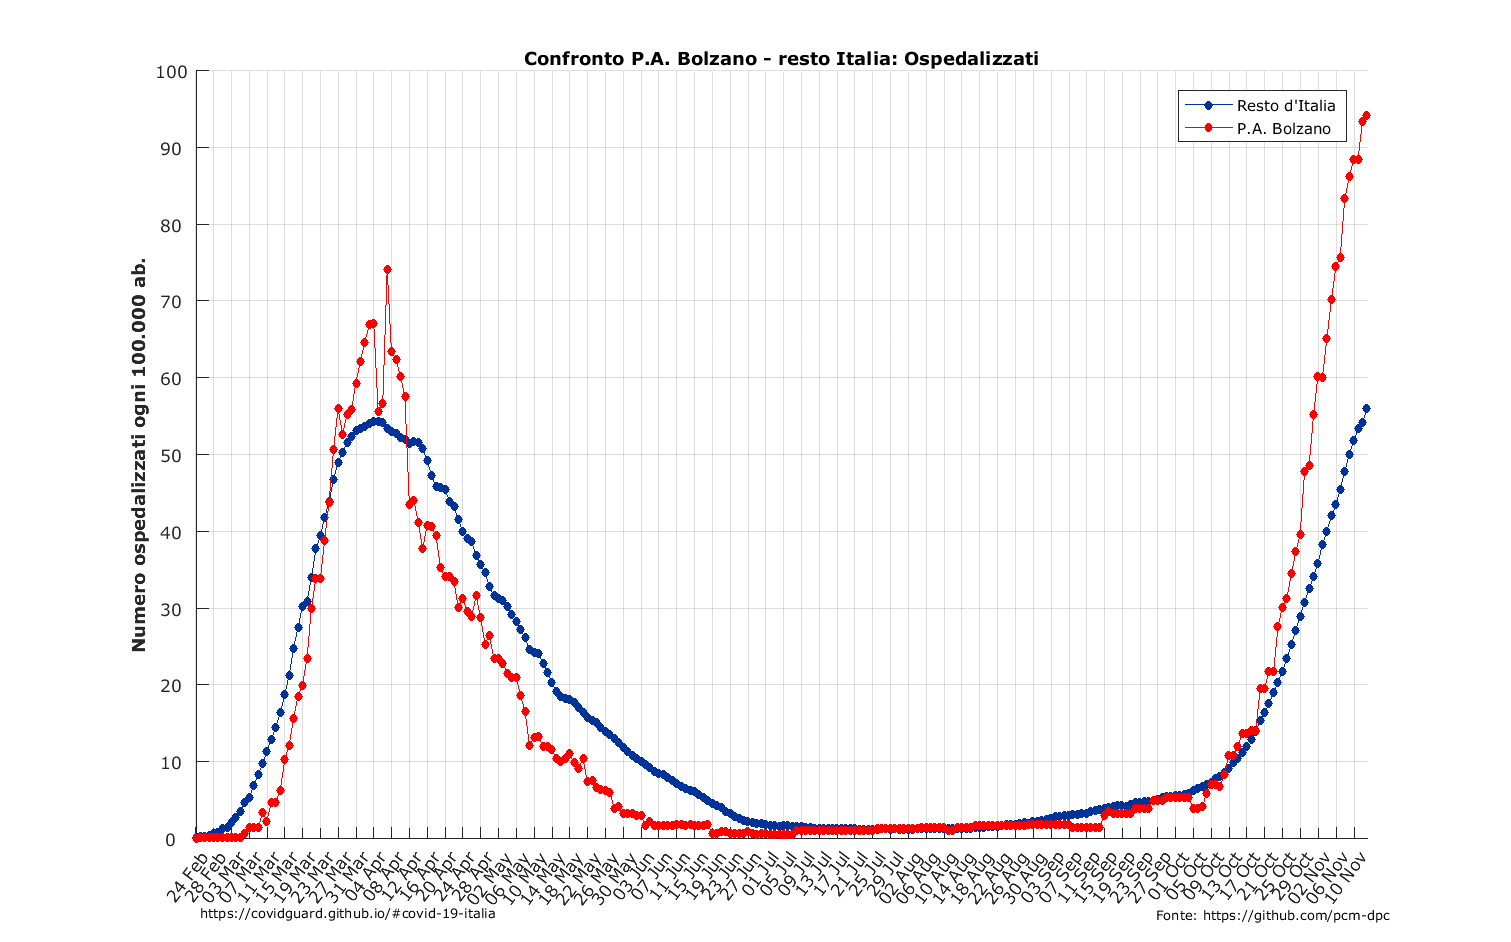 Confronto P.A. Bolzano - resto Italia: Ospedalizzati
Resto d'Italia
P.A. Bolzano
Numero ospedalizzati ogni 100.000 ab.
100
90
80
70
60
50
40
30
20
10
0
24 Feb
28 Feb
03 Mar
07 Mar
11 Mar
15 Mar
19 Mar
23 Mar
27 Mar
31 Mar
04 Apr
08 Apr
12 Apr
16 Apr
20 Apr
24 Apr
28 Apr
02 May
06 May
10 May
14 May
18 May
22 May
26 May
30 May
03 Jun
07 Jun
11 Jun
15 Jun
19 Jun
23 Jun
27 Jun
01 Jul
05 Jul
09 Jul
13 Jul
17 Jul
21 Jul
25 Jul
29 Jul
02 Aug
06 Aug
10 Aug
14 Aug
18 Aug
22 Aug
26 Aug
30 Aug
03 Sep
07 Sep
11 Sep
15 Sep
19 Sep
23 Sep
27 Sep
01 Oct
05 Oct
09 Oct
13 Oct
17 Oct
21 Oct
25 Oct
29 Oct
02 Nov
06 Nov
10 Nov
https://covidguard.github.io/#covid-19-italia
Fonte: https://github.com/pcm-dpc